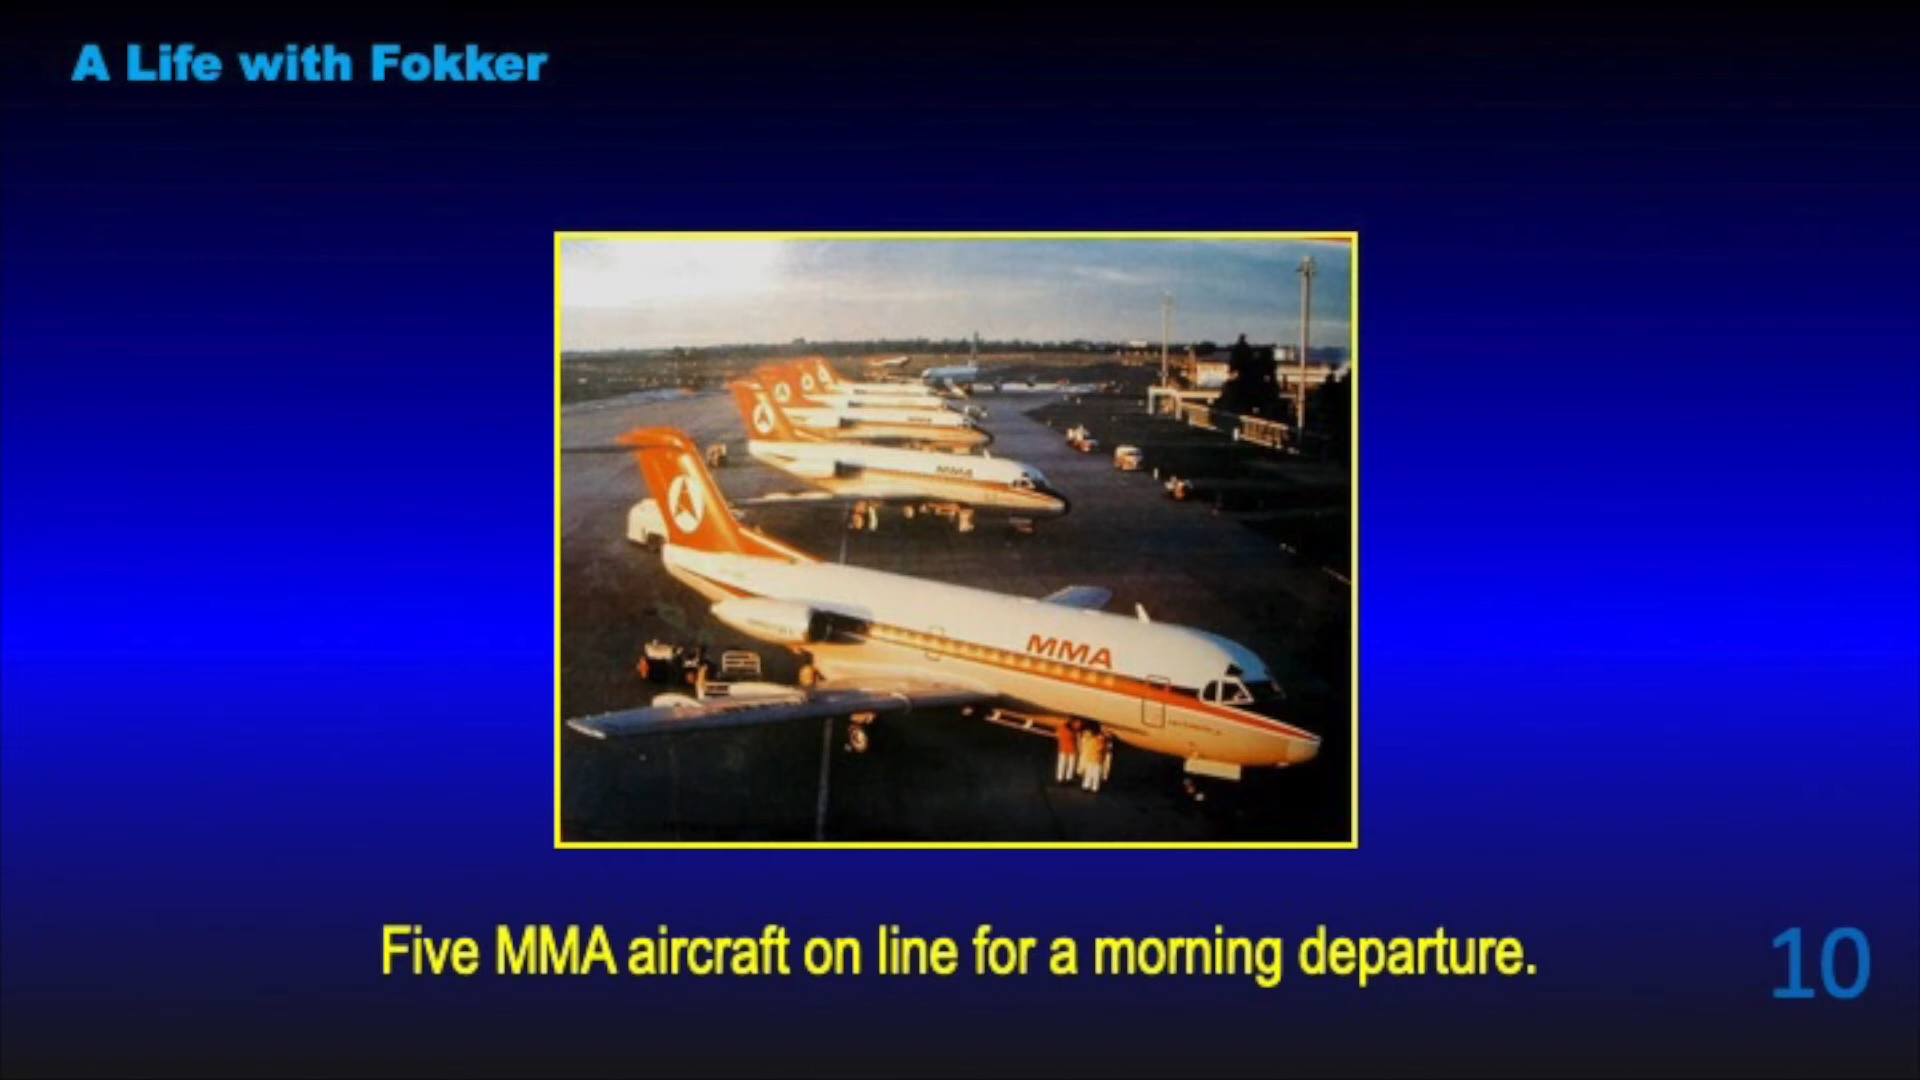 A Life with Fokker
MMA
MMA
Five MMA aircraft on line for a morning departure.
10